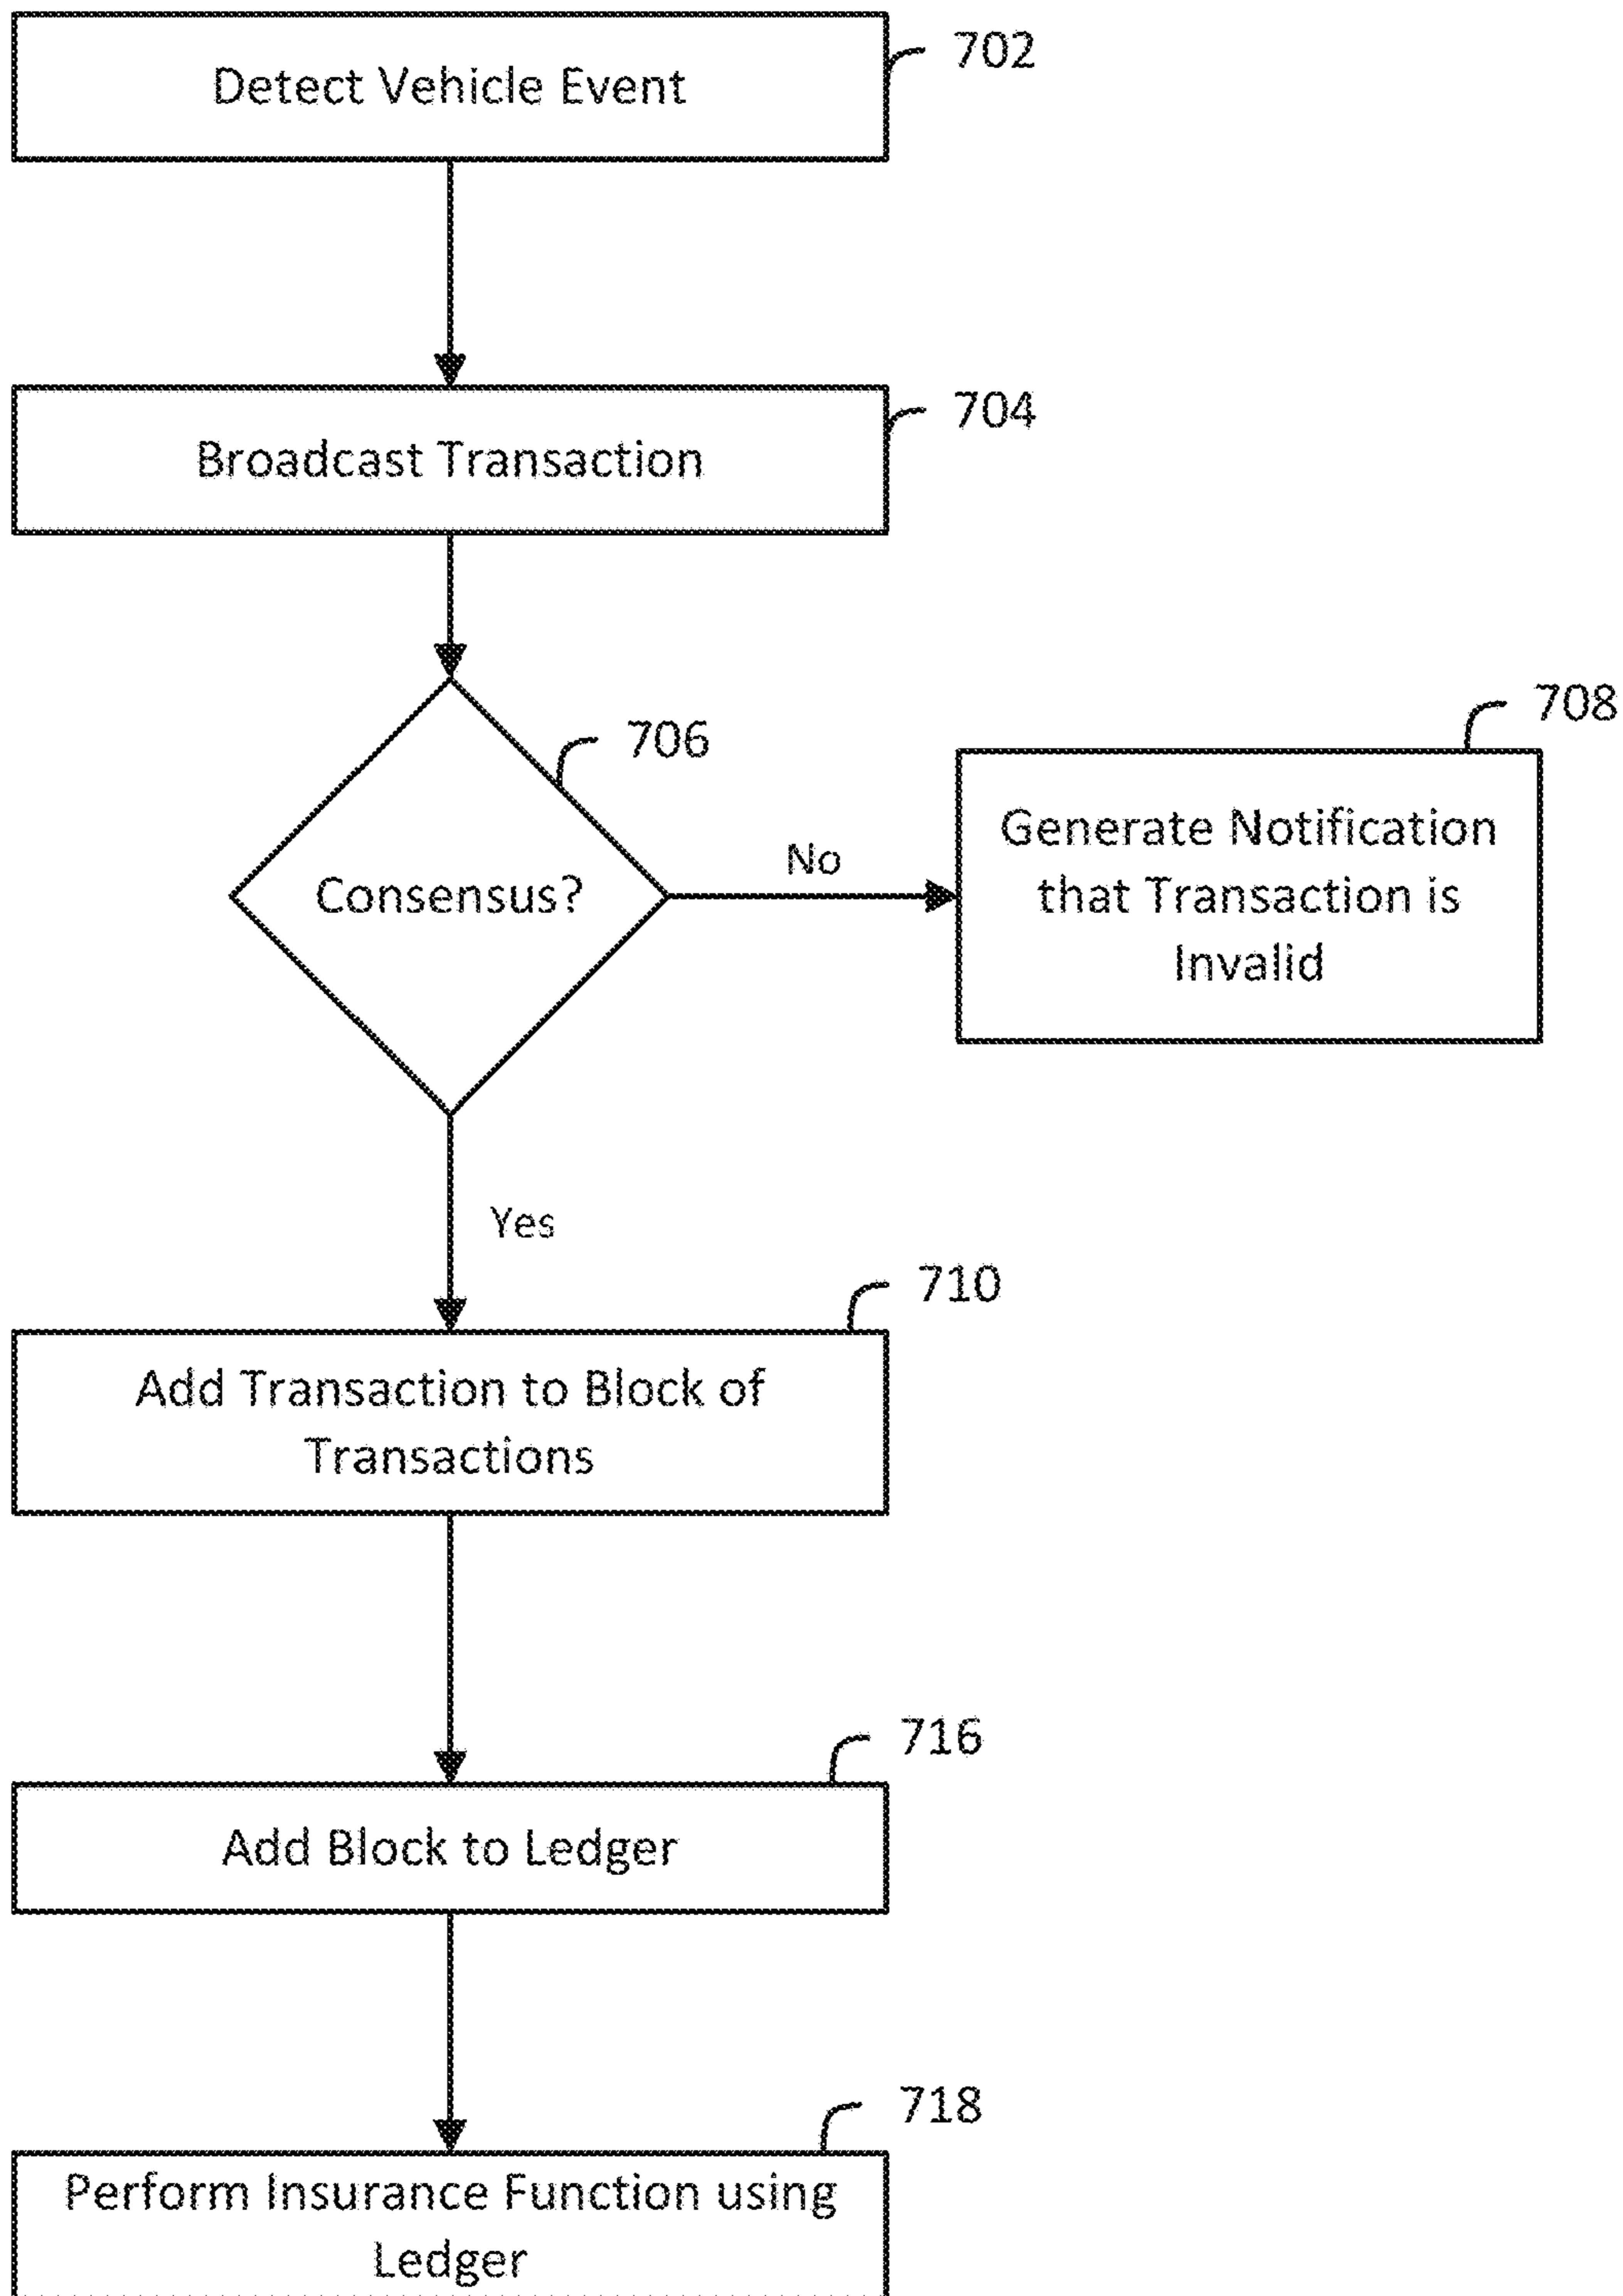 Detect Vehicle Event
702
Broadcast Transaction
704
706
Consensus?
No
708
Generate Notification
that Transaction is
Invalid
Yes
710
Add Transaction to Block of
Transactions
716
Add Block to Ledger
718
Perform Insurance Function using
Ledger